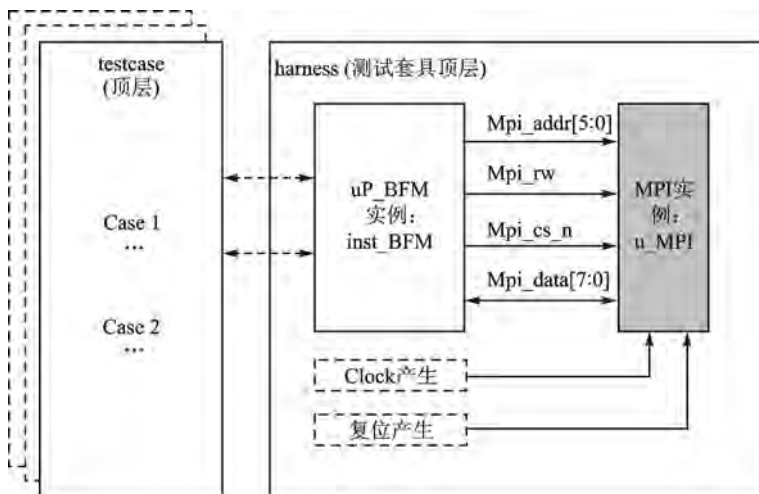 testcase
(顶层)
Case 1
...
Case 2
...
harness (测试套具顶层)
uP_BFM
实例：
inst_BFM
Mpi_addr[5:0]
Mpi_rw
Mpi_cs_n
Mpi_data[7:0]
MPI实
例：
u_MPI
Clock产生
复位产生